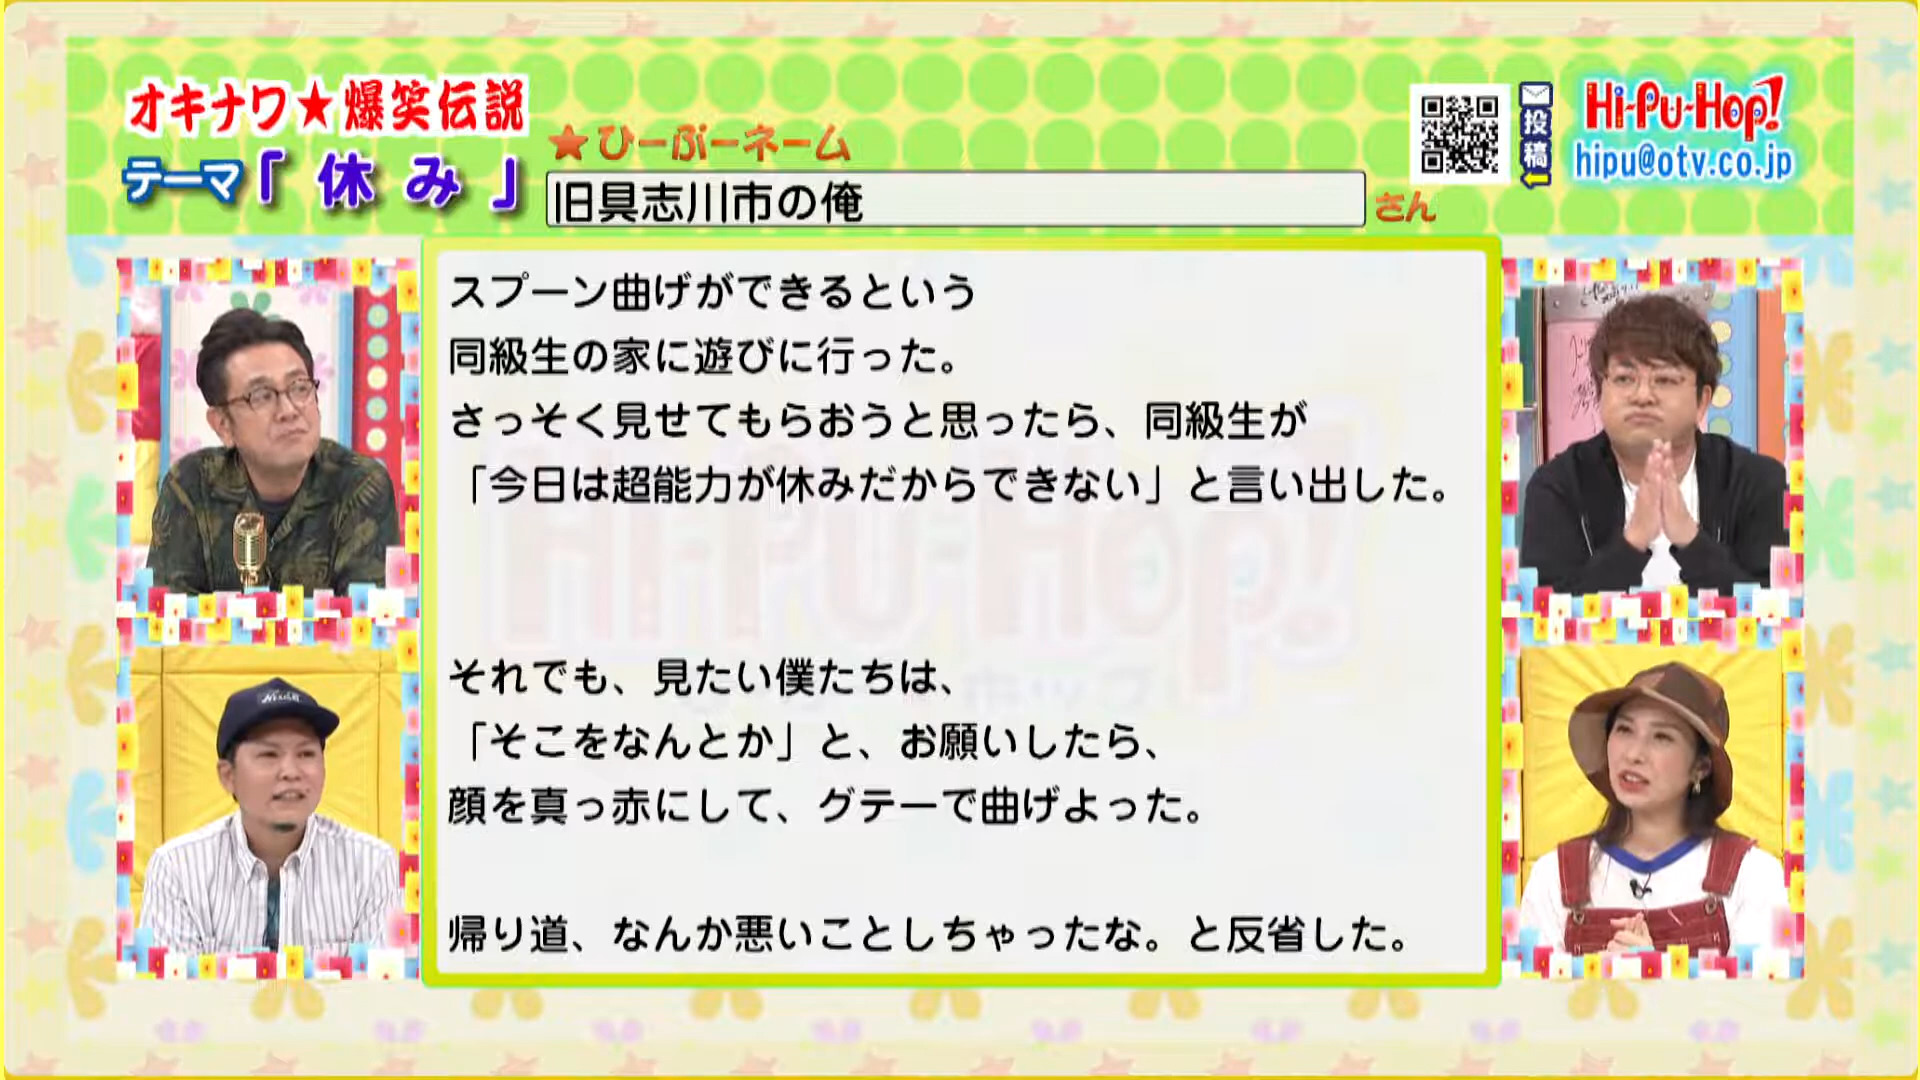 オキナワ★爆笑伝説
テーマ「休み」
★ひーぷーネーム
旧具志川市の俺
さん
投稿
Hi-Pu-Hop!
hipu@otv.co.jp
スプーン曲げができるという
同級生の家に遊びに行った。
さっそく見せてもらおうと思ったら、同級生が
「今日は超能力が休みだからできない」と言い出した。
それでも、見たい僕たちは、
「そこをなんとか」と、お願いしたら、
顔を真っ赤にして、グテーで曲げよった。
帰り道、なんか悪いことしちゃったな。と反省した。
Hi-Pu-Hop!